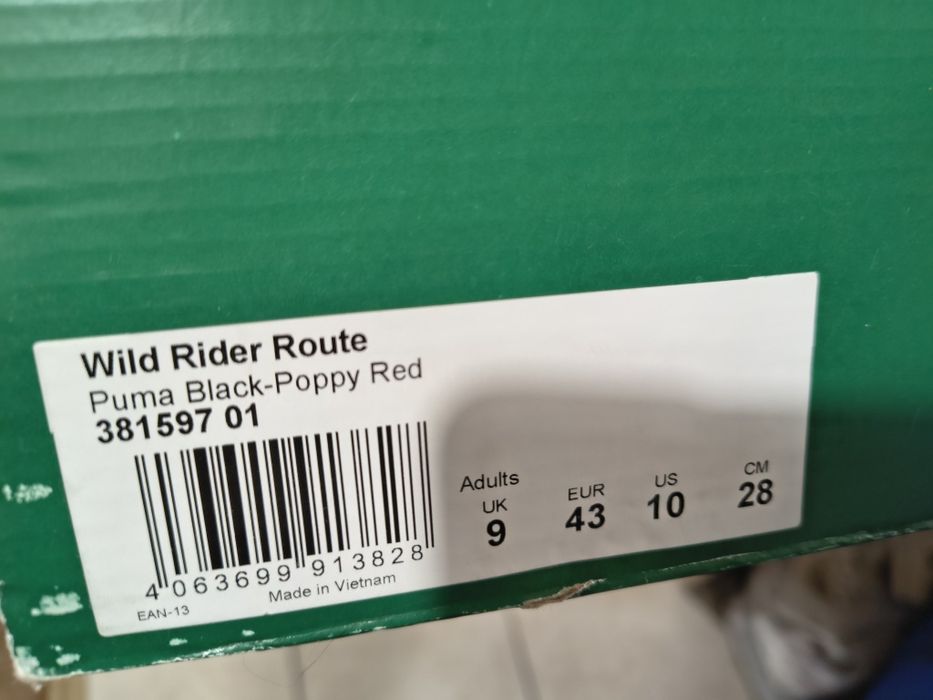 Wild Rider Route
Puma Black-Poppy Red
381597 01
4 063699 913828
EAN-13
Made in Vietnam
Adults
UK EUR US CM
9 43 10 28